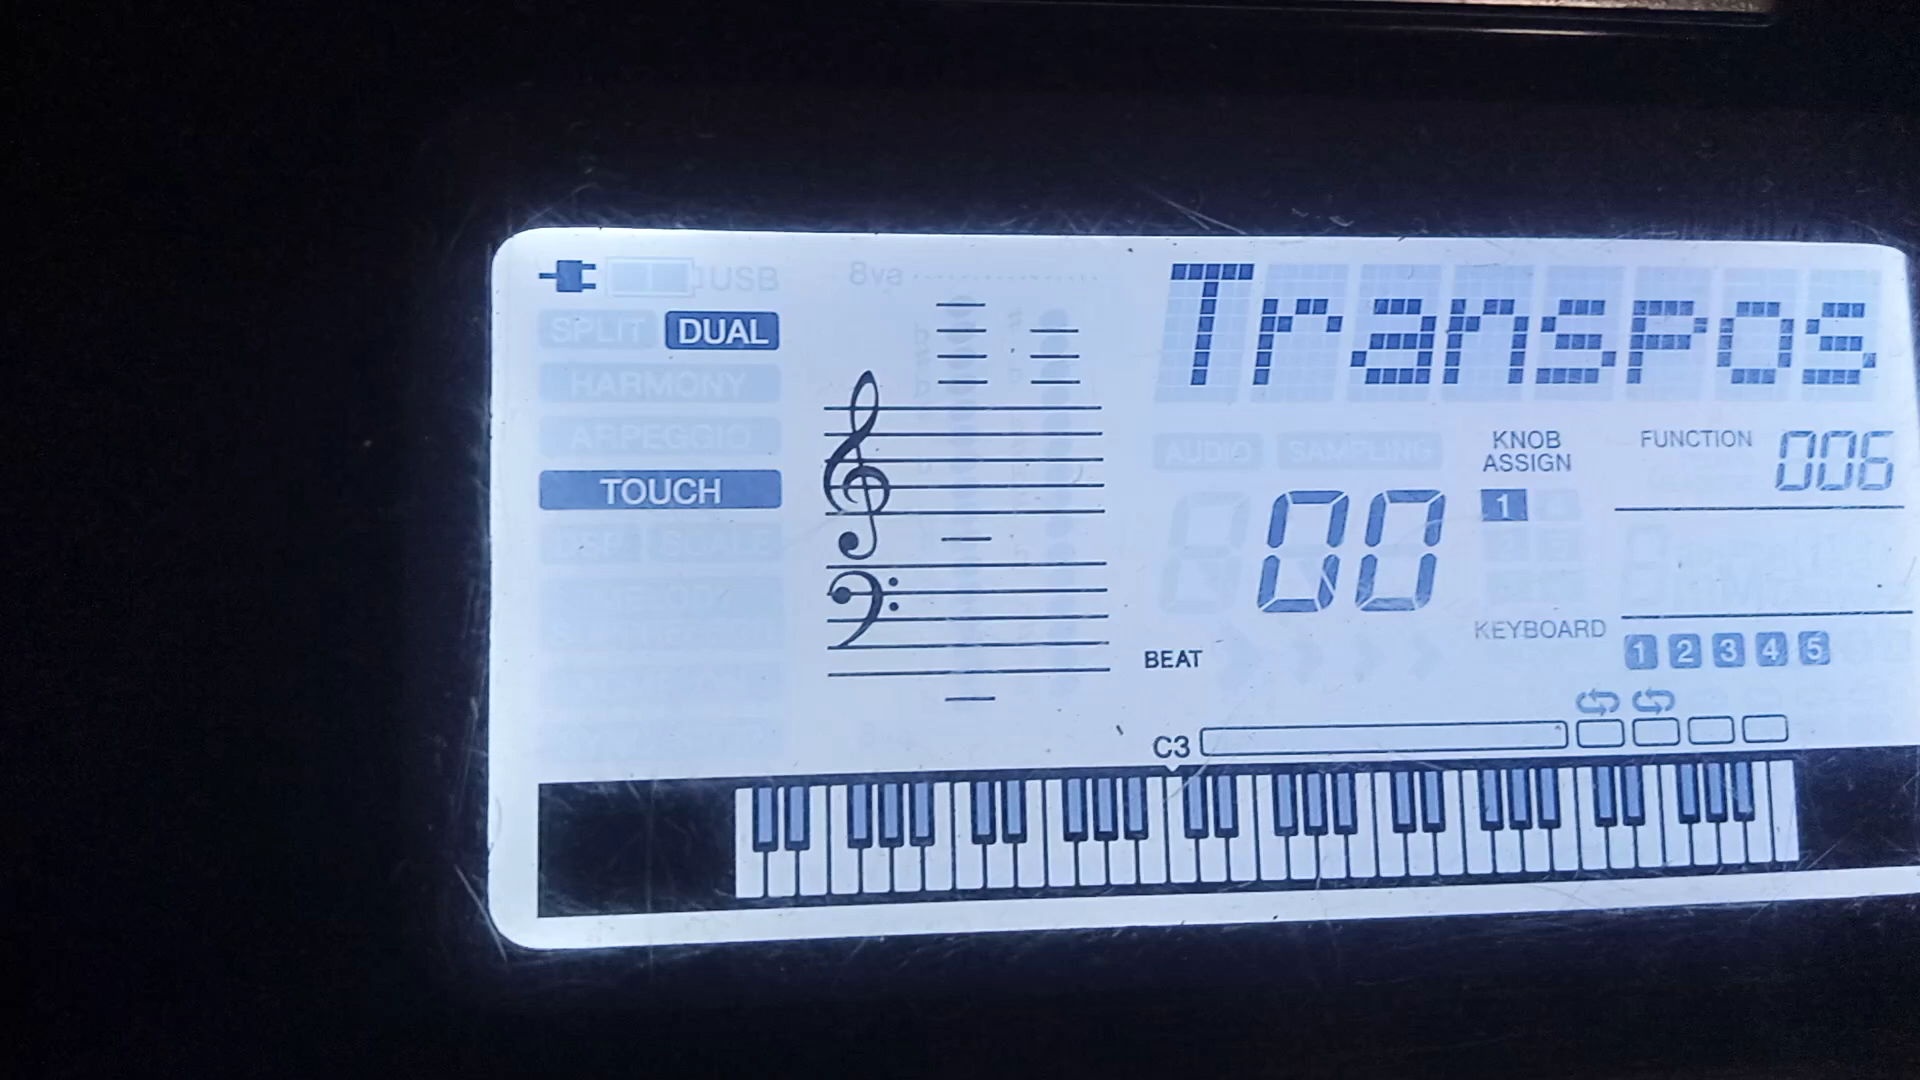 USB
8va
Transpos
SPLIT DUAL
HARMONY
ARPEGGIO
TOUCH
SCALE
AUDIO SAMPLING
KNOB
ASSIGN
FUNCTION 006
00
1
BEAT
KEYBOARD
1 2 3 4 5
C3